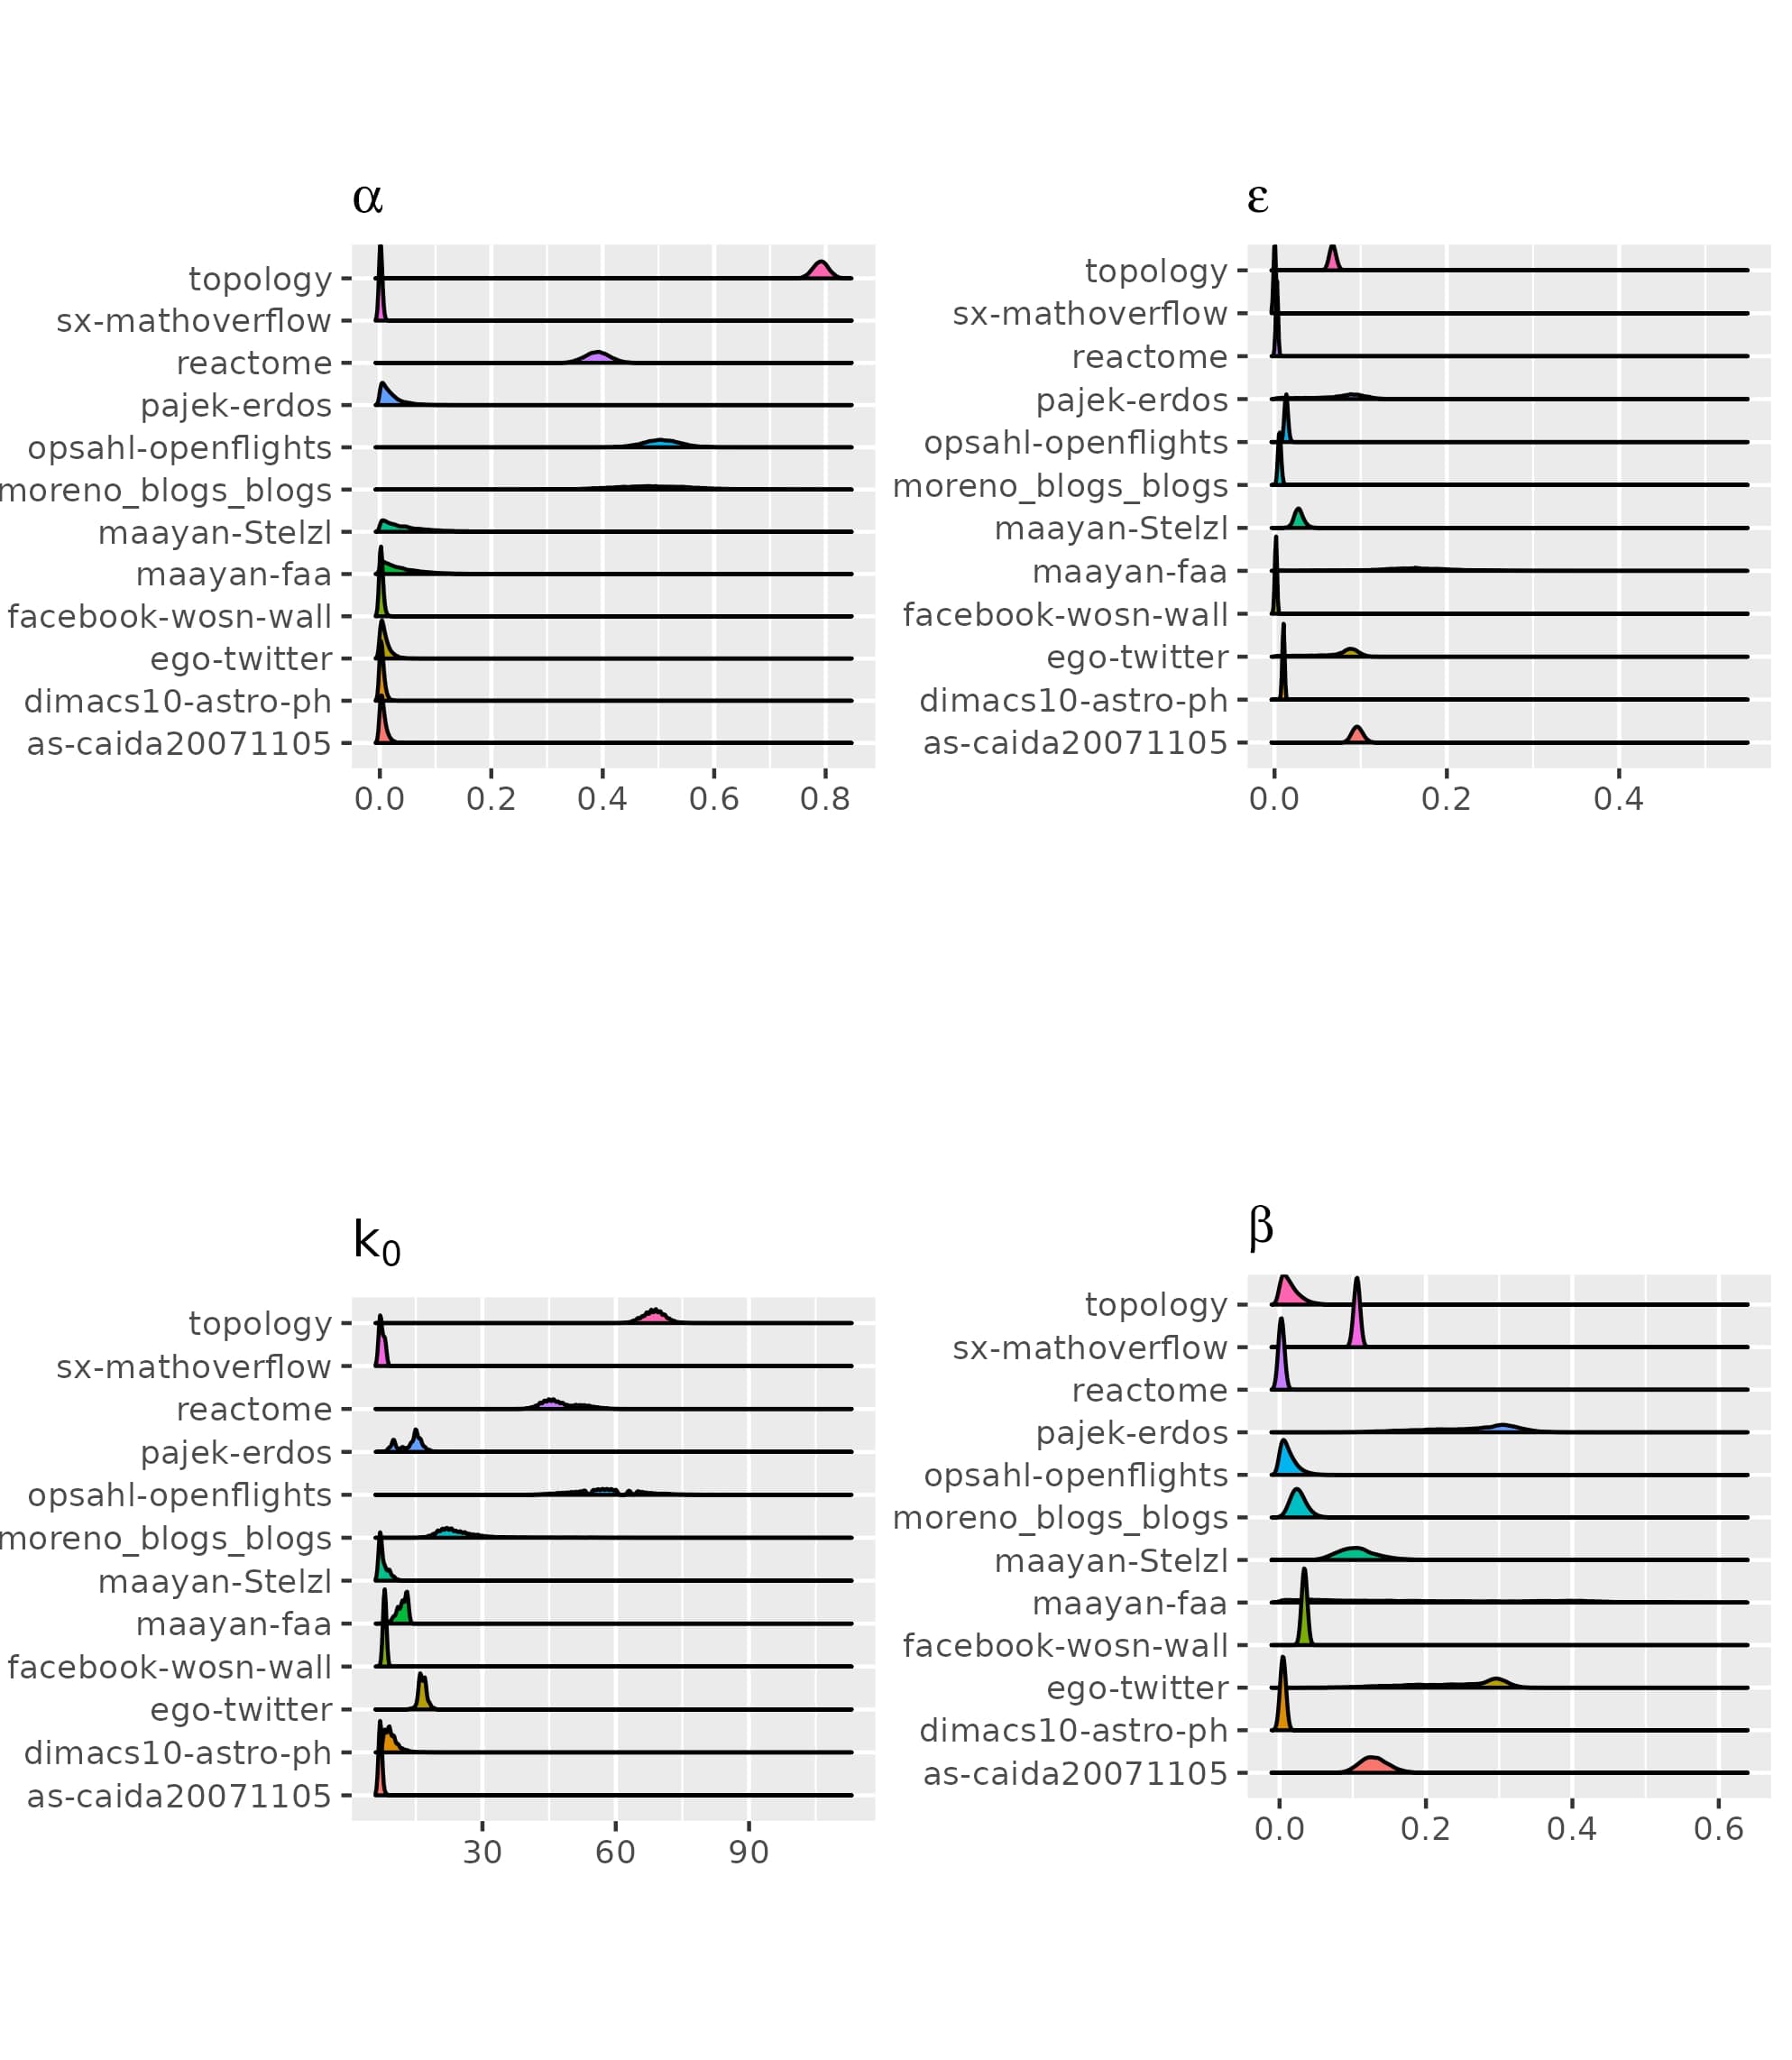 α
topology
sx-mathoverflow
reactome
pajek-erdos
opsahl-openflights
moreno_blogs_blogs
maayan-Stelzl
maayan-faa
facebook-wosn-wall
ego-twitter
dimacs10-astro-ph
as-caida20071105
0.0 0.2 0.4 0.6 0.8
ε
topology
sx-mathoverflow
reactome
pajek-erdos
opsahl-openflights
moreno_blogs_blogs
maayan-Stelzl
maayan-faa
facebook-wosn-wall
ego-twitter
dimacs10-astro-ph
as-caida20071105
0.0 0.2 0.4
k0
topology
sx-mathoverflow
reactome
pajek-erdos
opsahl-openflights
moreno_blogs_blogs
maayan-Stelzl
maayan-faa
facebook-wosn-wall
ego-twitter
dimacs10-astro-ph
as-caida20071105
30 60 90
β
topology
sx-mathoverflow
reactome
pajek-erdos
opsahl-openflights
moreno_blogs_blogs
maayan-Stelzl
maayan-faa
facebook-wosn-wall
ego-twitter
dimacs10-astro-ph
as-caida20071105
0.0 0.2 0.4 0.6